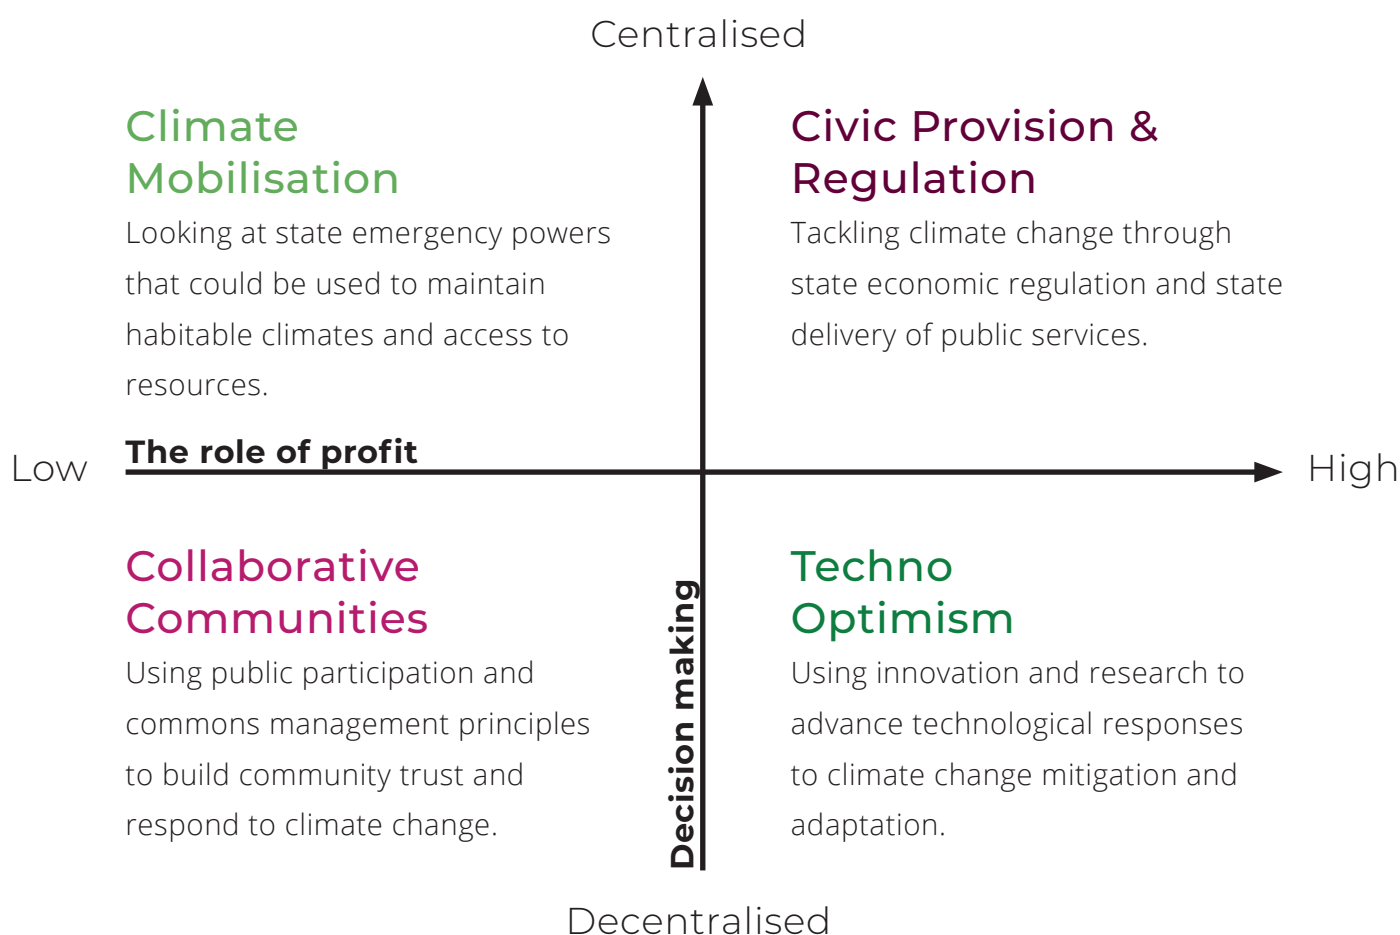 Centralised
Climate
Mobilisation
Looking at state emergency powers
that could be used to maintain
habitable climates and access to
resources.
Civic Provision &
Regulation
Tackling climate change through
state economic regulation and state
delivery of public services.
Low
The role of profit
High
Collaborative
Communities
Using public participation and
commons management principles
to build community trust and
respond to climate change.
Decision making
Techno
Optimism
Using innovation and research to
advance technological responses
to climate change mitigation and
adaptation.
Decentralised